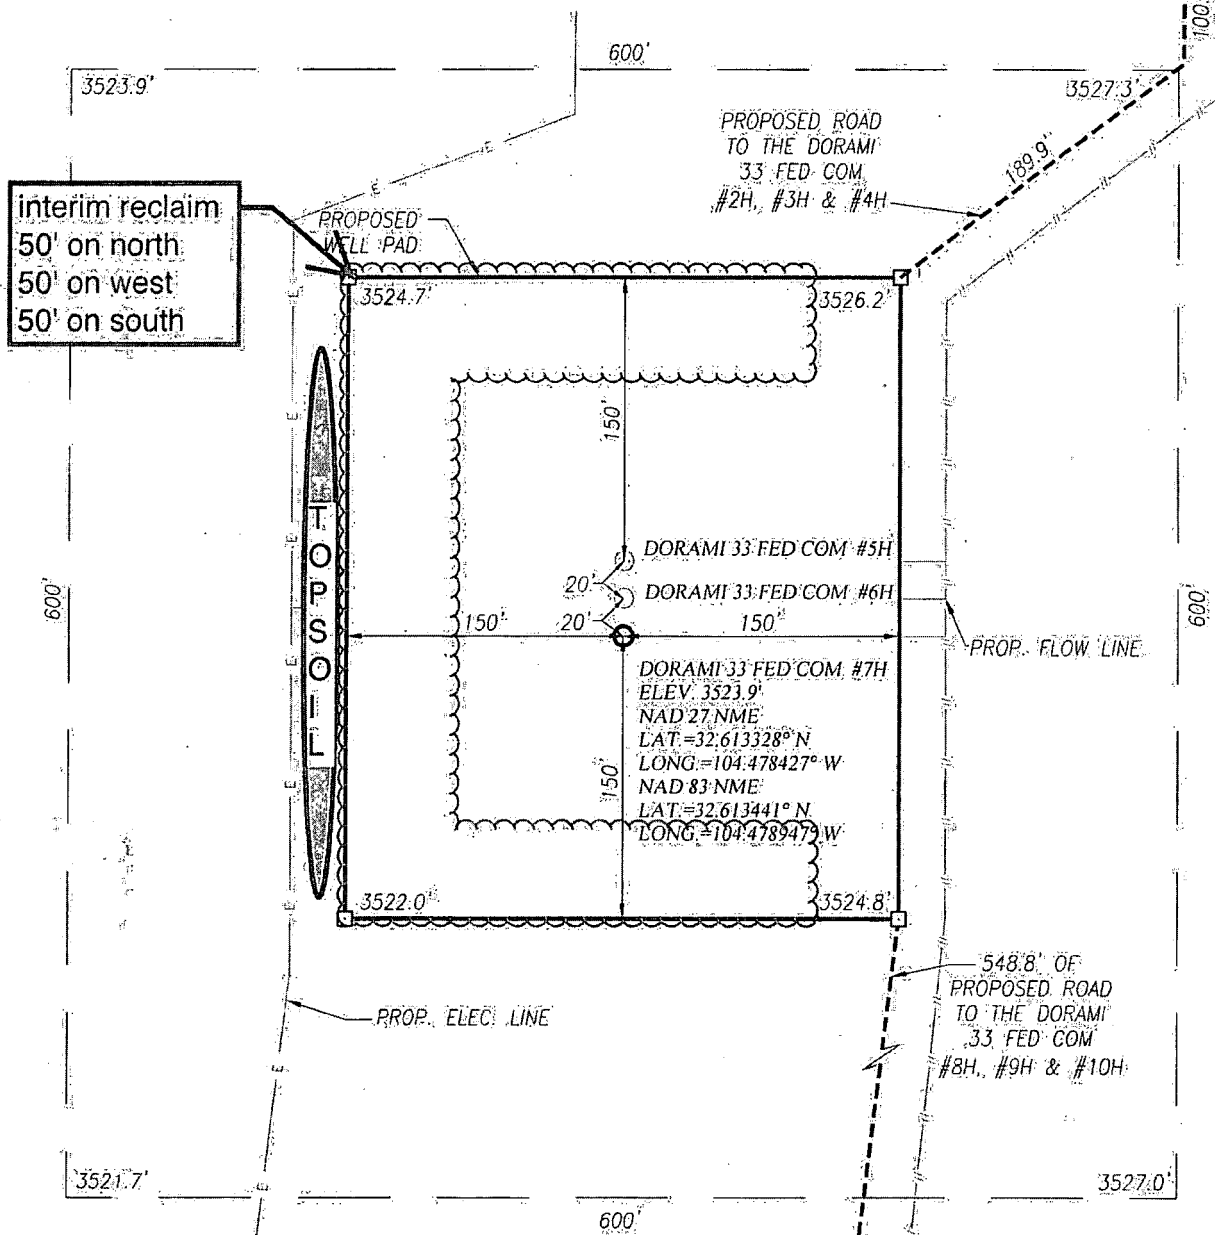 600'
100.
3523.9'
3527.3'
PROPOSED ROAD
TO THE DORAMI
33 FED COM
#2H, #3H & #4H
189.9'
interim reclaim
50' on north
50' on west
50' on south
PROPOSED
WELL PAD
E
3524.7'
3526.2'
150'
TOPSOIL
DORAMI 33 FED COM #5H
20'
DORAMI 33 FED COM #6H
20'
150'
150'
600'
600'
PROP. FLOW LINE
DORAMI 33 FED COM #7H
ELEV. 3523.9'
NAD 27 NME
LAT.=32.613328° N
LONG.=104.478427° W
NAD 83 NME
LAT.=32.613441° N
LONG.=104.478947° W
150'
3522.0'
3524.8'
548.8' OF
PROPOSED ROAD
TO THE DORAMI
33 FED COM
#8H, #9H & #10H
PROP. ELEC. LINE
3521.7'
3527.0'
600'